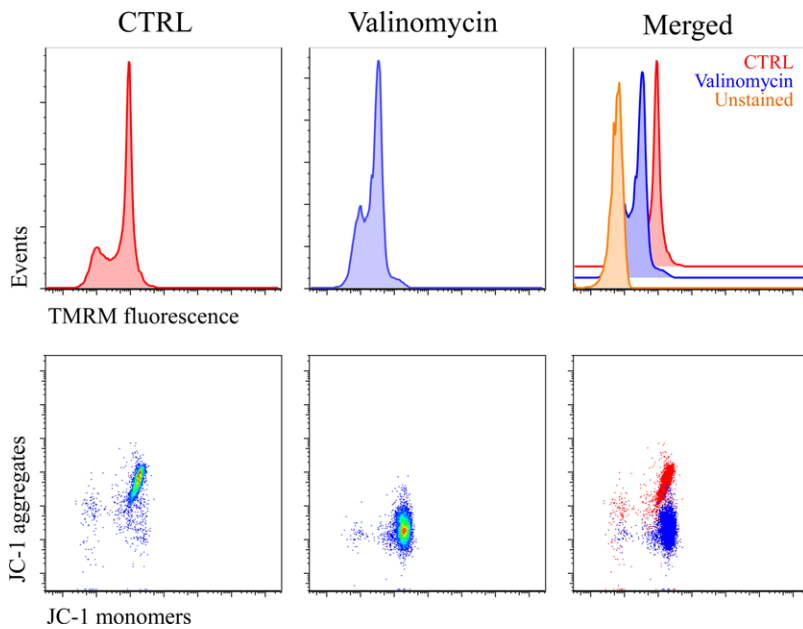 CTRL
Valinomycin
Merged
CTRL
Valinomycin
Unstained
Events
TMRM fluorescence
JC-1 aggregates
JC-1 monomers